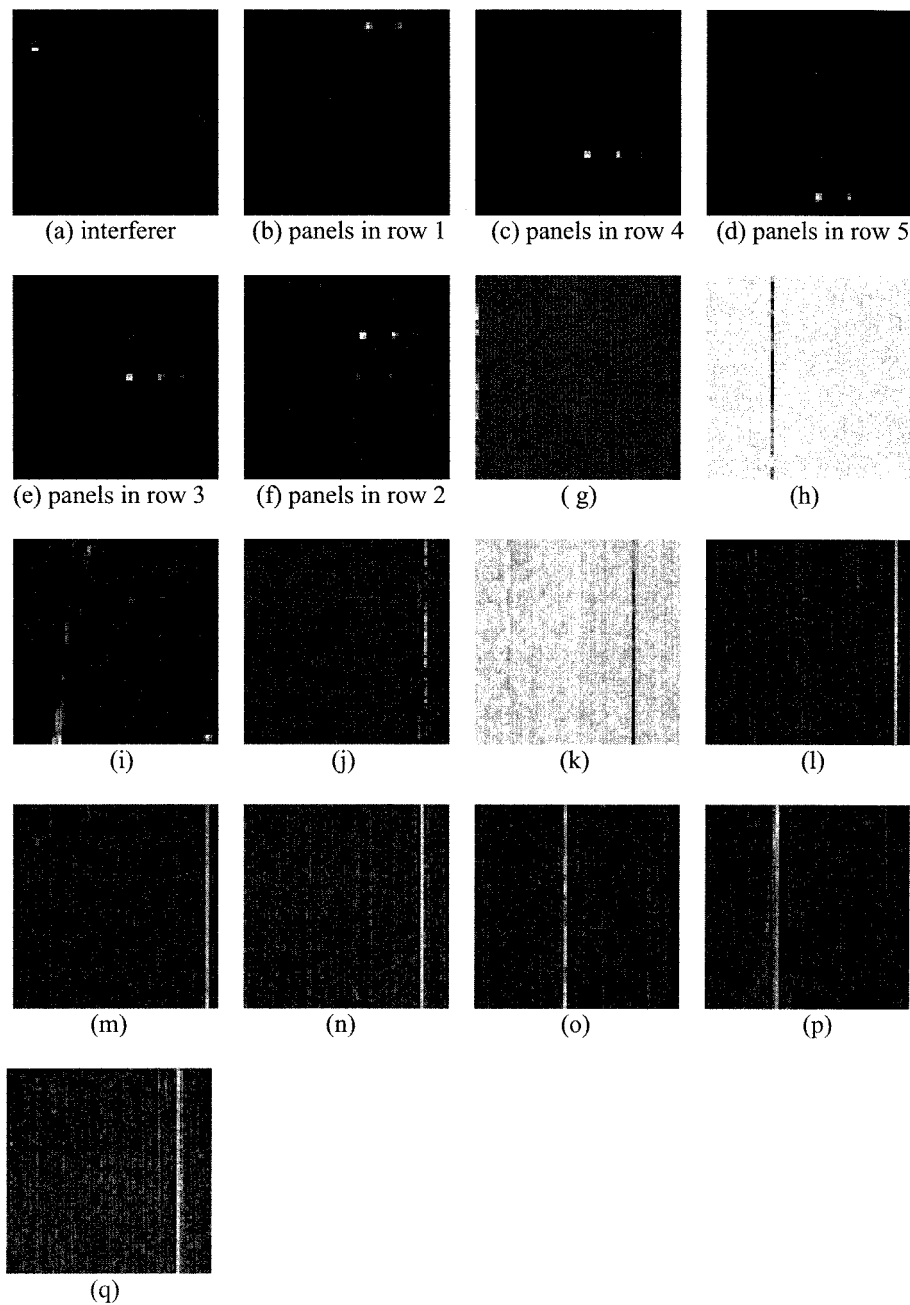 (a) interferer (b) panels in row 1 (c) panels in row 4 (d) panels in row 5
(e) panels in row 3 (f) panels in row 2 ( g) (h)
(i) (j) (k) (l)
(m) (n) (o) (p)
(q)